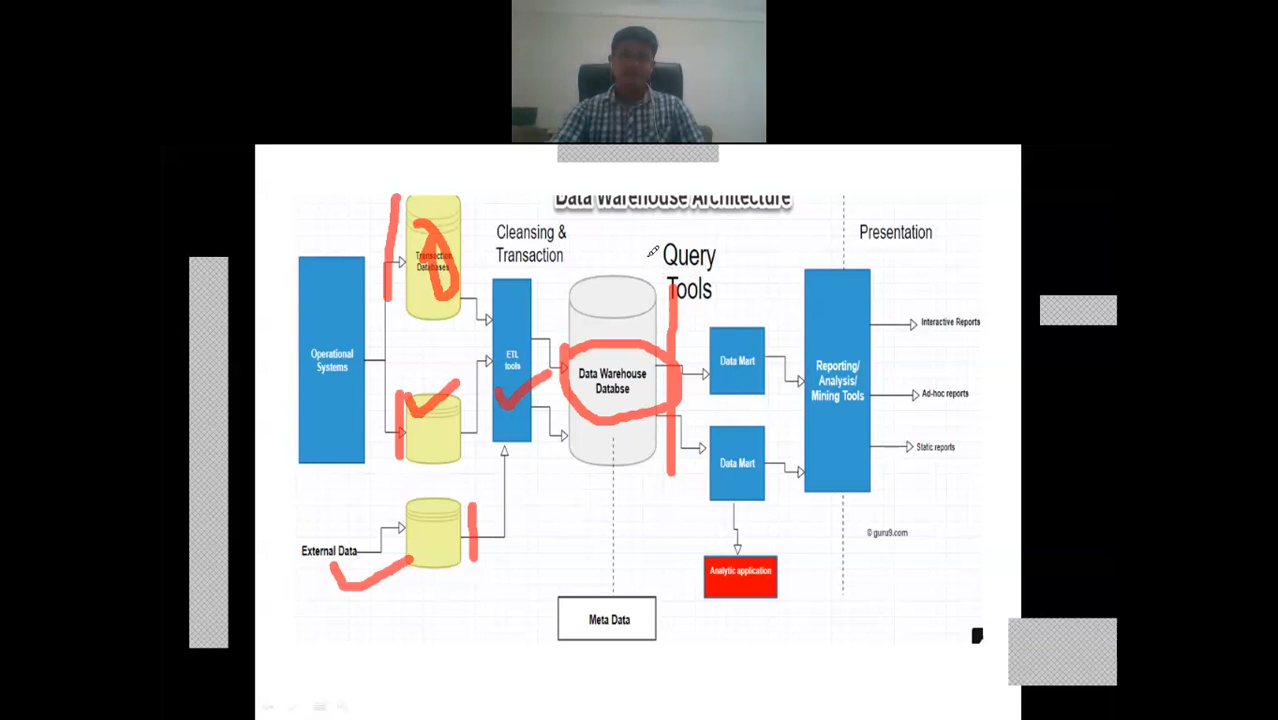 Data Warehouse Architecture
Cleansing &
Transaction
Query
Tools
Presentation
Transaction
Databases
Operational
Systems
ETL
tools
Data Warehouse
Databse
Data Mart
Data Mart
Reporting/
Analysis/
Mining Tools
Interactive Reports
Ad-hoc reports
Static reports
External Data
Analytic application
© guru9.com
Meta Data